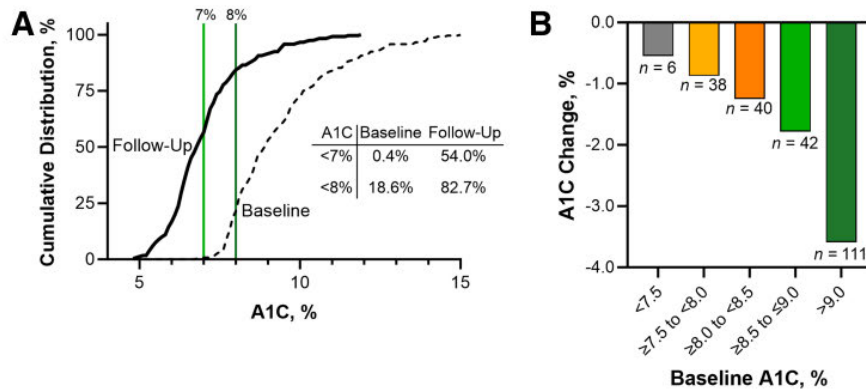 A
7% 8%
Cumulative Distribution, %
100
75
50
25
0
Follow-Up
Baseline
A1C Baseline Follow-Up
<7% 0.4% 54.0%
<8% 18.6% 82.7%
5 10 15
A1C, %
B
A1C Change, %
0.0
-1.0
-2.0
-3.0
-4.0
n = 6
n = 38
n = 40
n = 42
n = 111
<7.5
≥7.5 to <8.0
≥8.0 to <8.5
≥8.5 to ≤9.0
>9.0
Baseline A1C, %